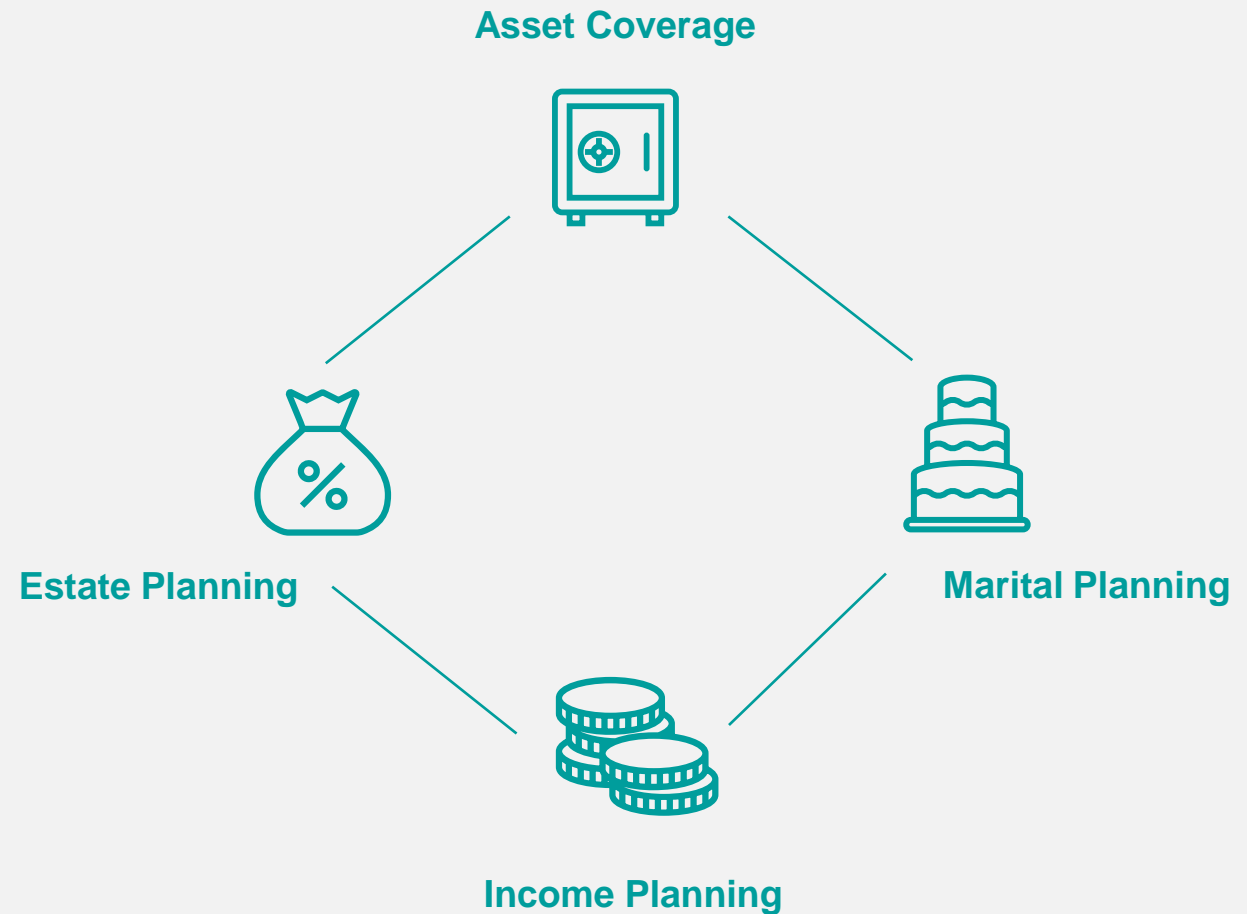 Asset Coverage
%
Estate Planning
Marital Planning
Income Planning